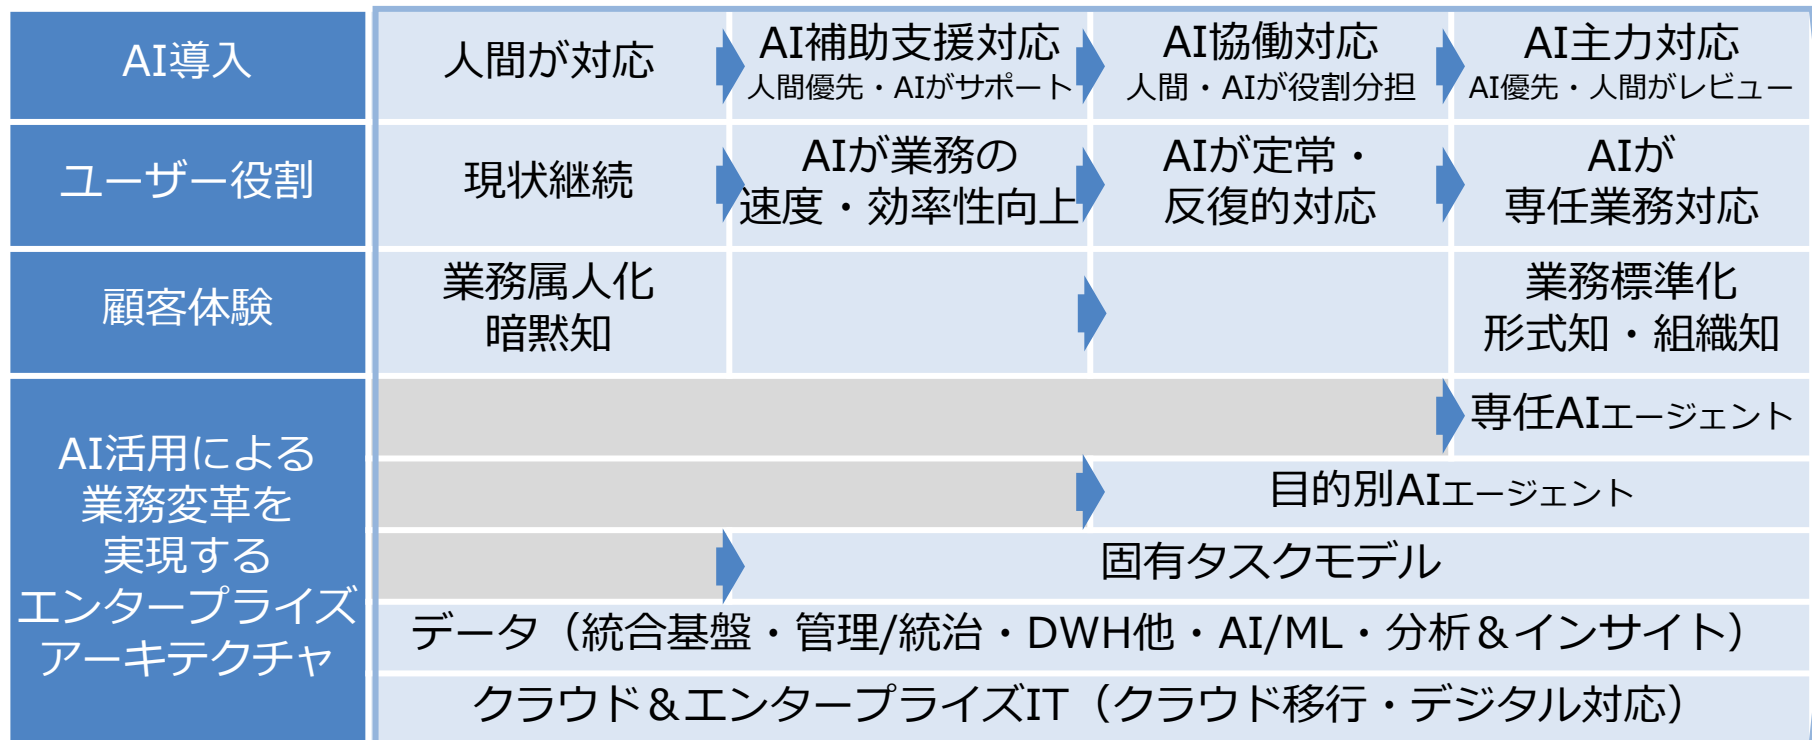 AI導入
人間が対応
AI補助支援対応
人間優先・AIがサポート
AI協働対応
人間・AIが役割分担
AI主力対応
AI優先・人間がレビュー
ユーザー役割
現状継続
AIが業務の
速度・効率性向上
AIが定常・
反復的対応
AIが
専任業務対応
顧客体験
業務属人化
暗黙知
業務標準化
形式知・組織知
AI活用による
業務変革を
実現する
エンタープライズ
アーキテクチャ
専任AIエージェント
目的別AIエージェント
固有タスクモデル
データ（統合基盤・管理/統治・DWH他・AI/ML・分析＆インサイト）
クラウド＆エンタープライズIT（クラウド移行・デジタル対応）